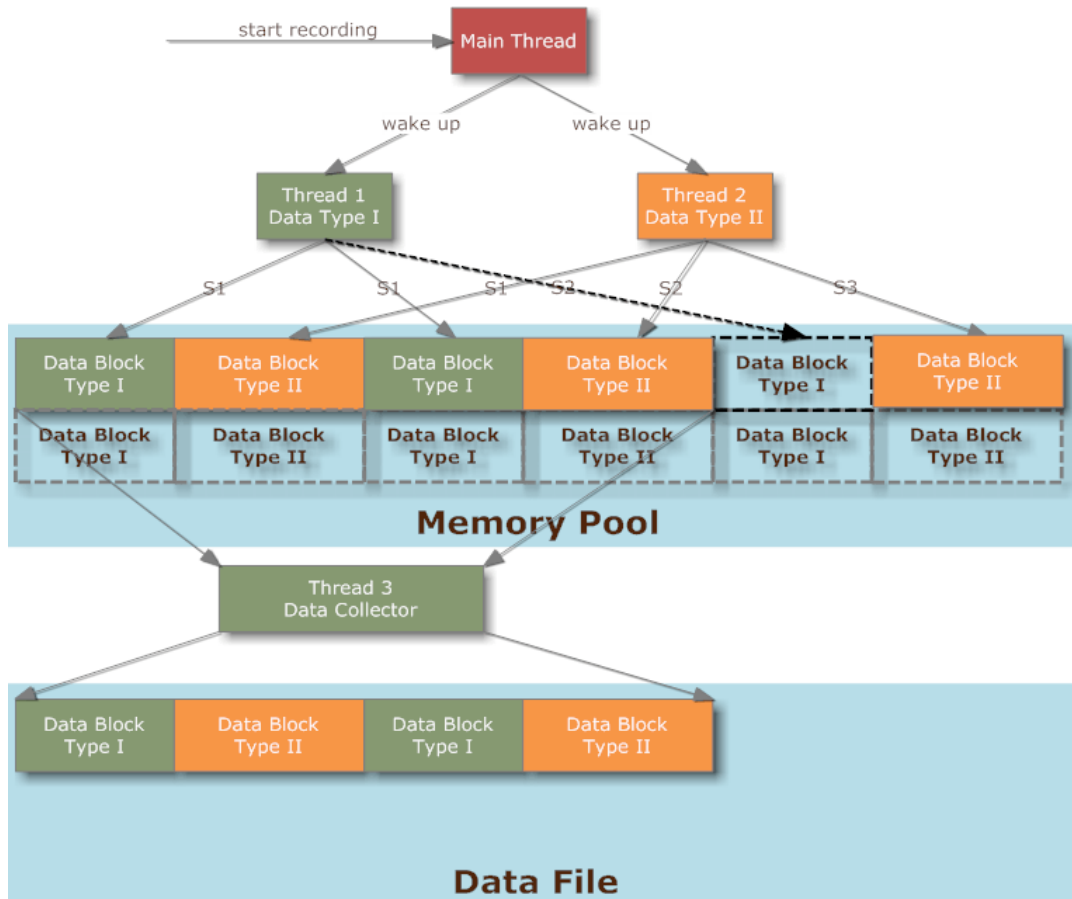 start recording
Main Thread
wake up
wake up
Thread 1
Data Type I
Thread 2
Data Type II
S1
S1
S1
S2
S3
Data Block
Type I
Data Block
Type II
Data Block
Type I
Data Block
Type II
Data Block
Type I
Data Block
Type II
Data Block
Type I
Data Block
Type II
Data Block
Type I
Data Block
Type II
Data Block
Type I
Data Block
Type II
Memory Pool
Thread 3
Data Collector
Data Block
Type I
Data Block
Type II
Data Block
Type I
Data Block
Type II
Data File